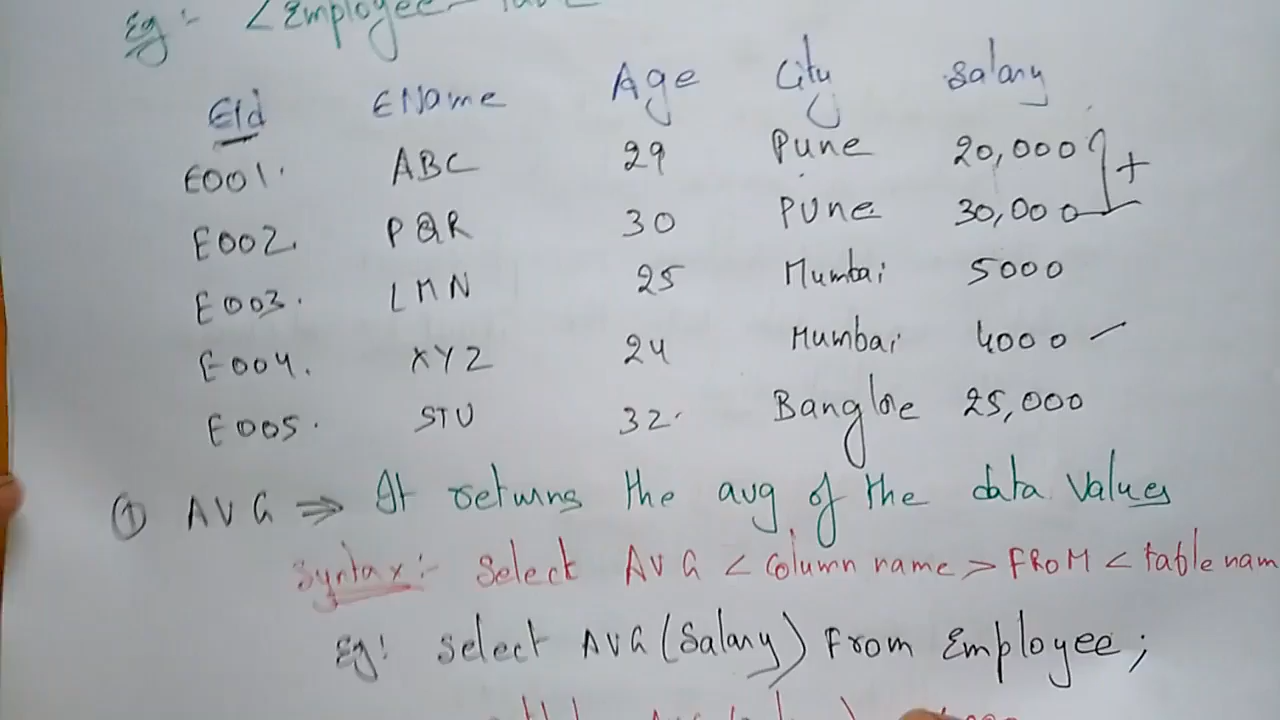 Eg :- < Employee
EId EName Age City Salary
E001. ABC 29 Pune 20,000 +
E002. PQR 30 Pune 30,000
E003. LMN 25 Mumbai 5000
E004. XYZ 24 Mumbai 4000
E005. STU 32. Banglore 25,000
① AVG ⇒ It returns the avg of the data Values
Syntax :- Select AVG < Column name > FROM < table nam
Eg: Select AVG (Salary) From Employee ;